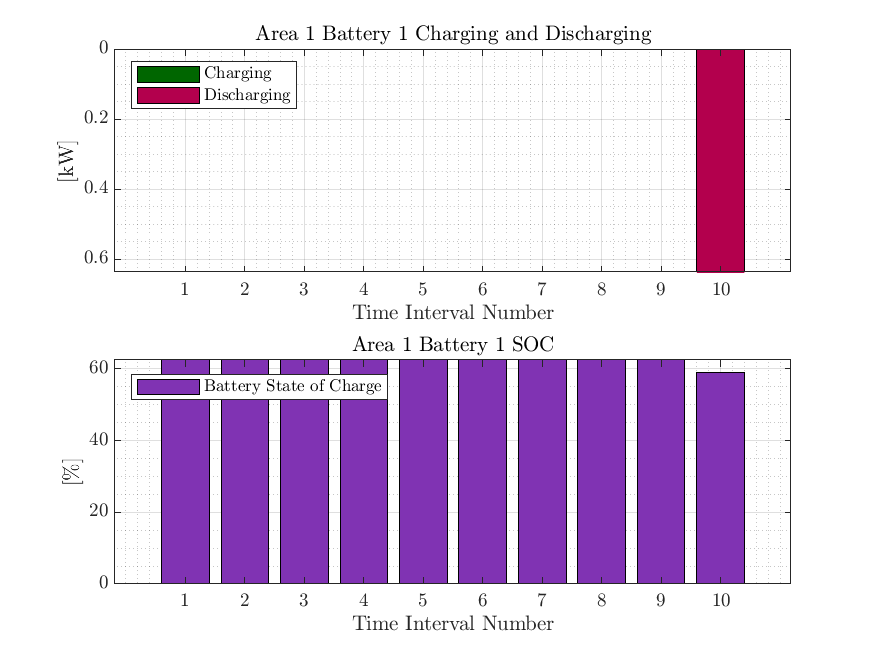 Area 1 Battery 1 Charging and Discharging
0
0.2
0.4
0.6
[kW]
Charging
Discharging
1 2 3 4 5 6 7 8 9 10
Time Interval Number
Area 1 Battery 1 SOC
60
40
20
0
[%]
Battery State of Charge
1 2 3 4 5 6 7 8 9 10
Time Interval Number